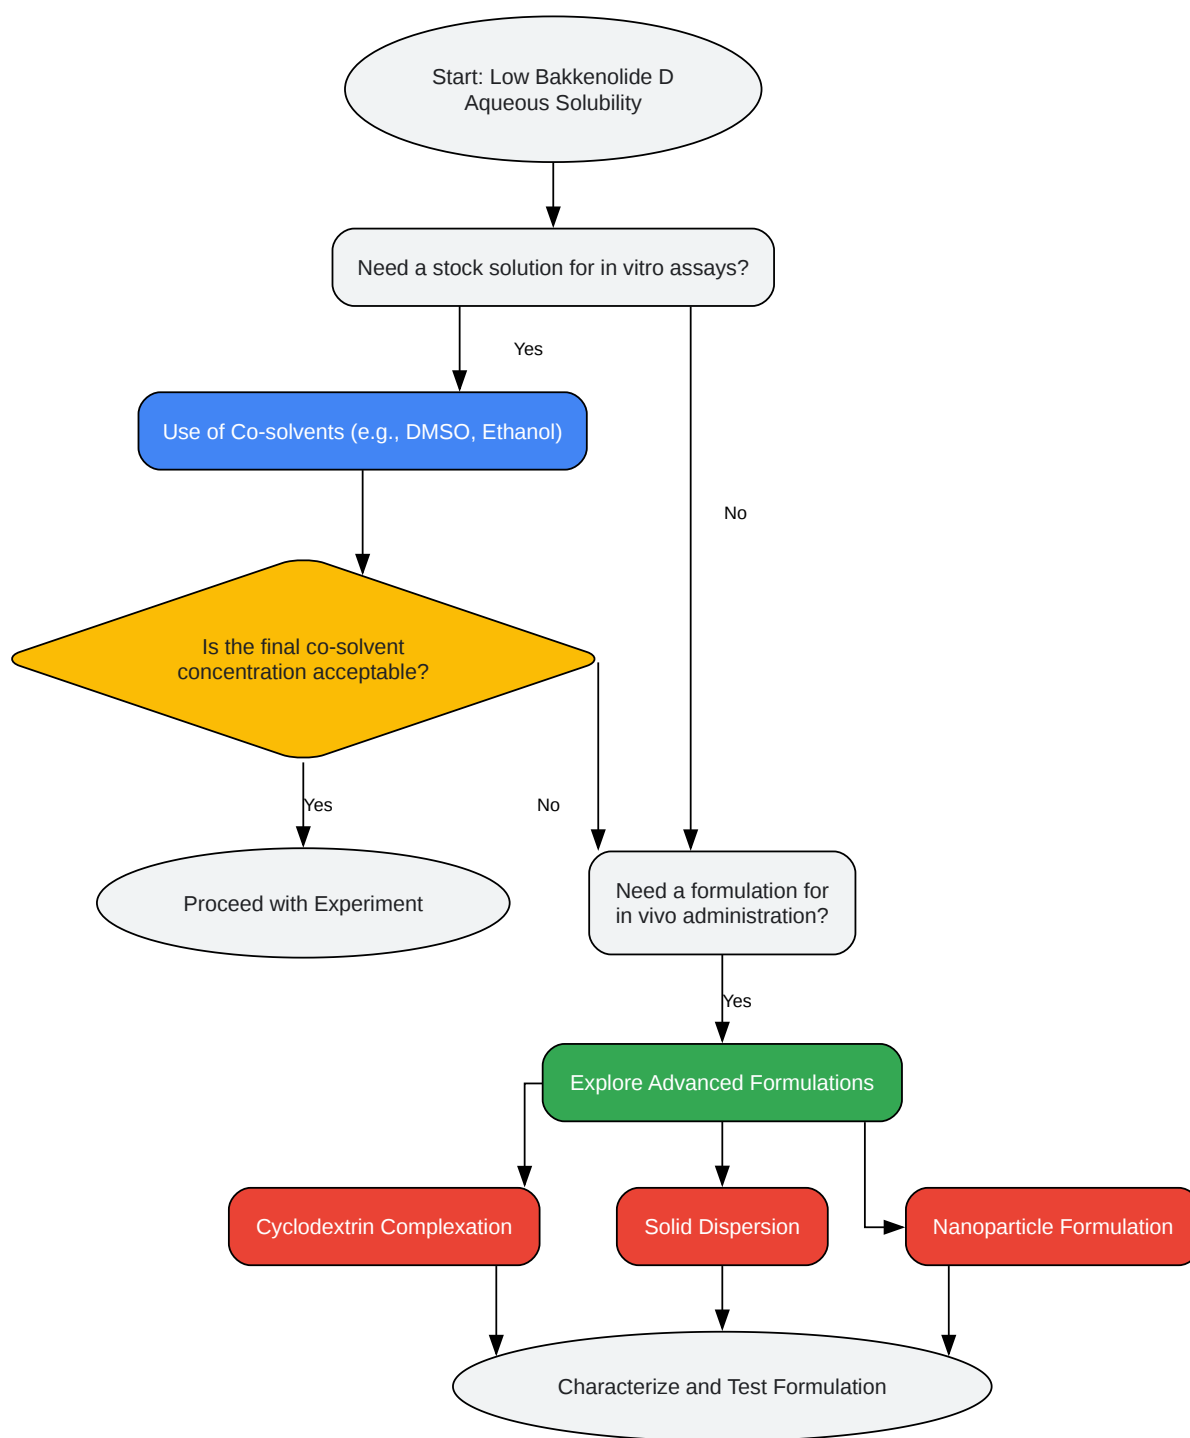 Start: Low Bakkenolide D
Aqueous Solubility
Need a stock solution for in vitro assays?
Yes
Use of Co-solvents (e.g., DMSO, Ethanol)
No
Is the final co-solvent
concentration acceptable?
Yes
No
Proceed with Experiment
Need a formulation for
in vivo administration?
Yes
Explore Advanced Formulations
Cyclodextrin Complexation
Solid Dispersion
Nanoparticle Formulation
Characterize and Test Formulation